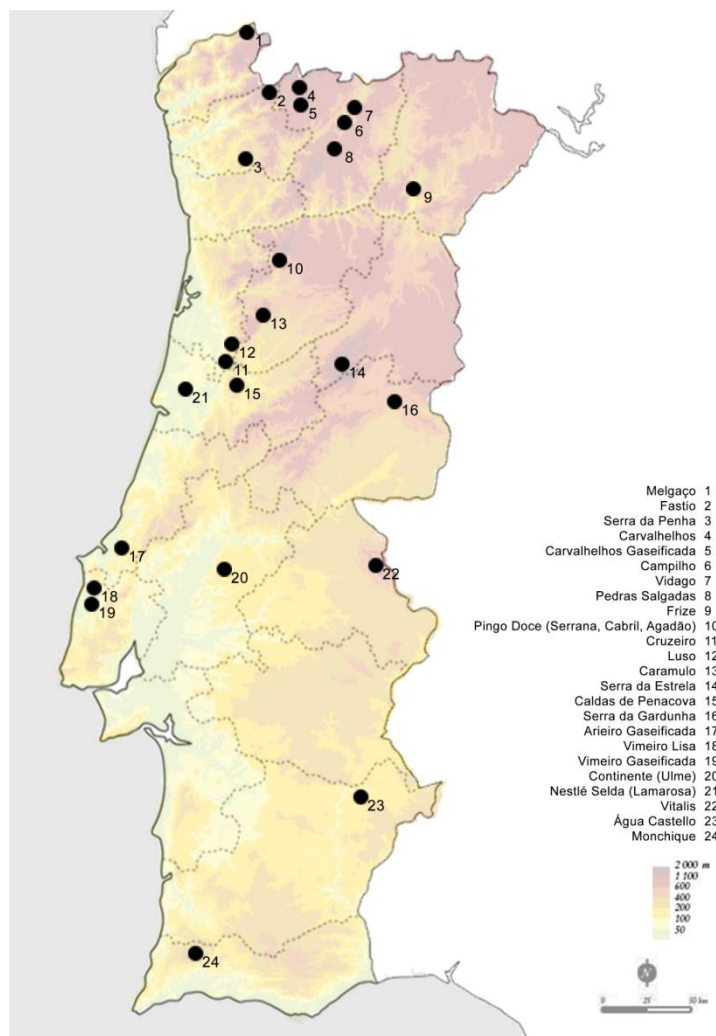 1
2
4
5
7
6
3
8
9
10
13
12
11
14
21
15
16
17
20
22
18
19
23
24
Melgaço 1
Fastio 2
Serra da Penha 3
Carvalhelhos 4
Carvalhelhos Gaseificada 5
Campilho 6
Vidago 7
Pedras Salgadas 8
Frize 9
Pingo Doce (Serrana, Cabril, Agadão) 10
Cruzeiro 11
Luso 12
Caramulo 13
Serra da Estrela 14
Caldas de Penacova 15
Serra da Gardunha 16
Arieiro Gaseificada 17
Vimeiro Lisa 18
Vimeiro Gaseificada 19
Continente (Ulme) 20
Nestlé Selda (Lamarosa) 21
Vitalis 22
Água Castello 23
Monchique 24
2 000 m
1 100
600
400
200
100
50
N
0 25 50 km